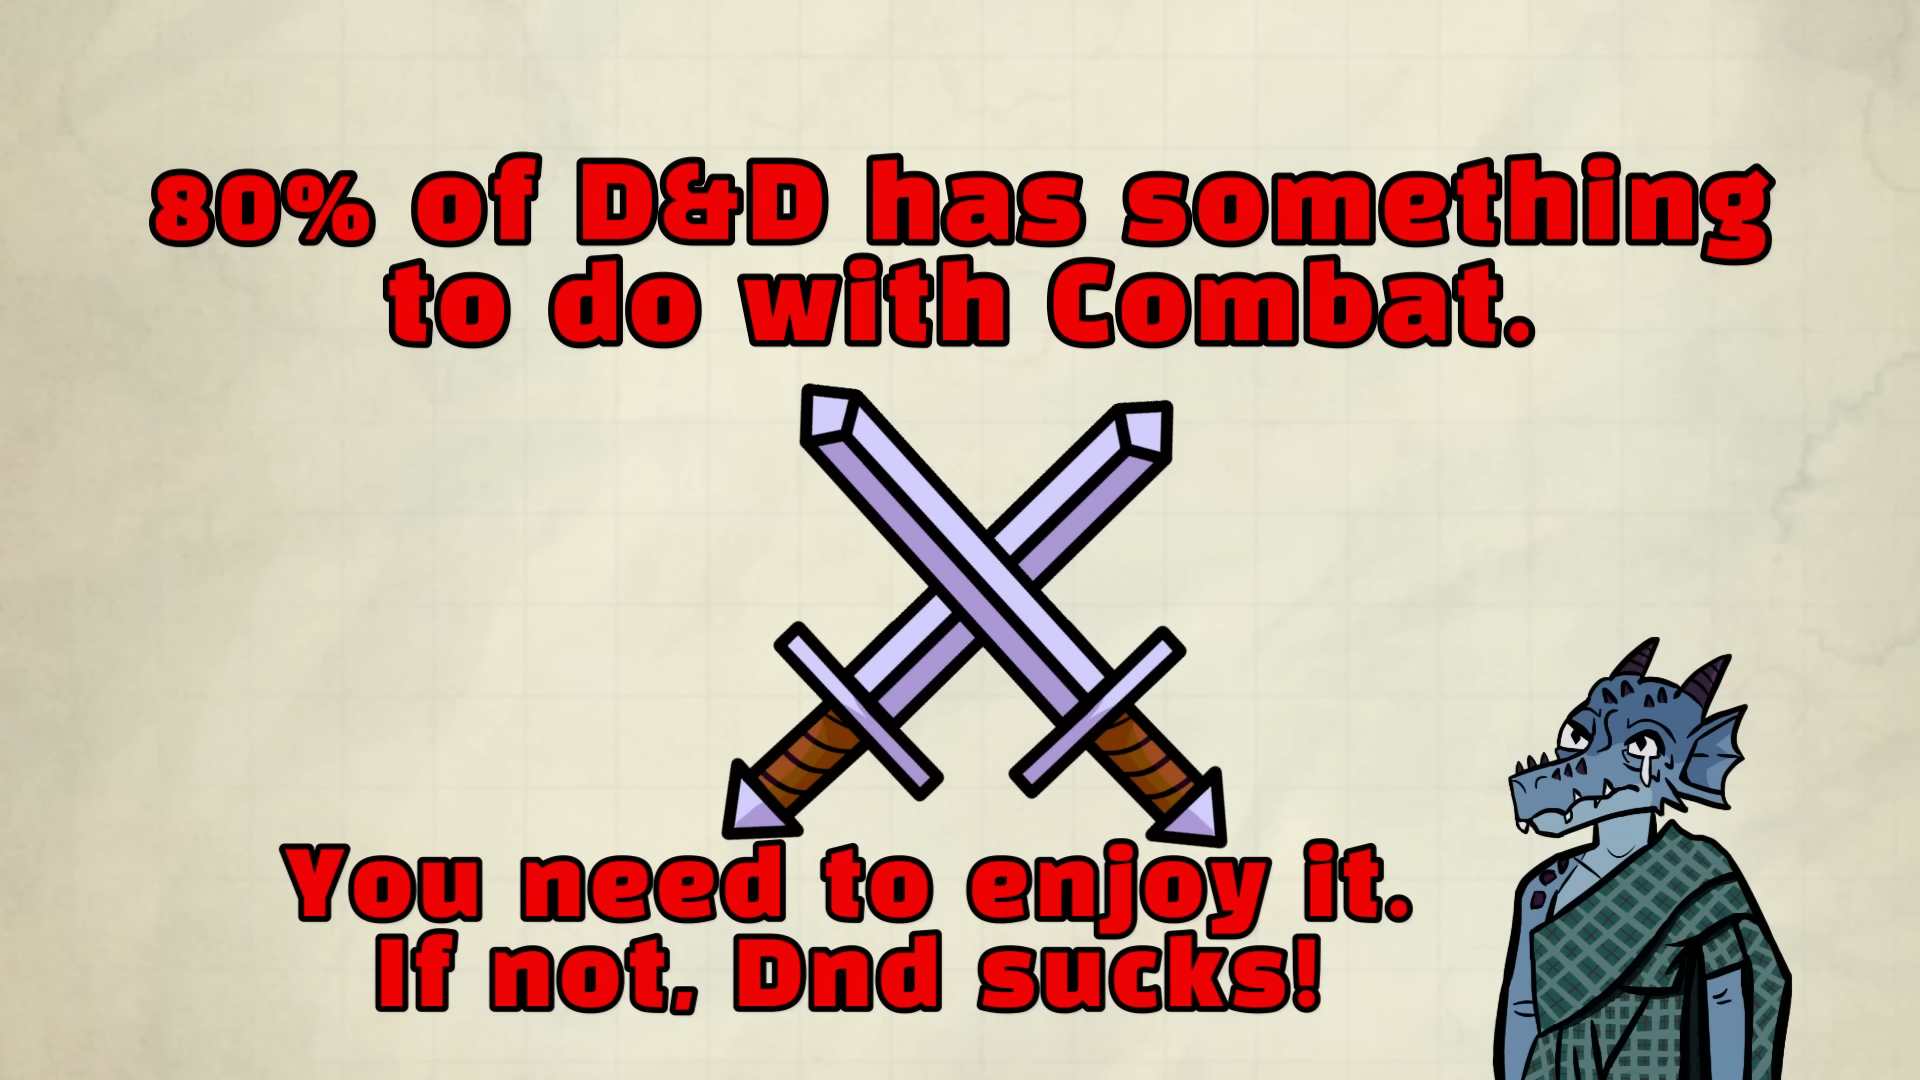 80% of D&D has something
to do with Combat.
You need to enjoy it.
If not, Dnd sucks!